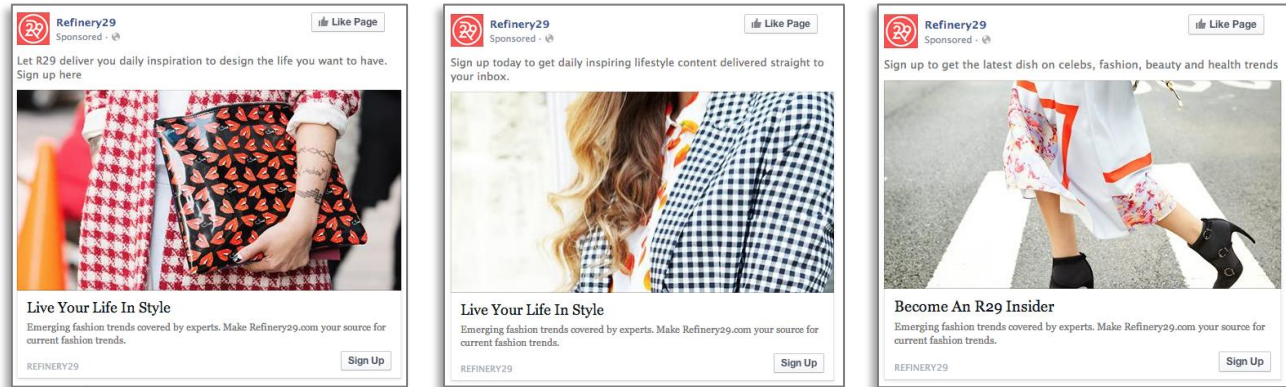 29
Refinery29
Like Page
Sponsored ·
Let R29 deliver you daily inspiration to design the life you want to have.
Sign up here
Live Your Life In Style
Emerging fashion trends covered by experts. Make Refinery29.com your source for
current fashion trends.
REFINERY29
Sign Up
29
Refinery29
Like Page
Sponsored ·
Sign up today to get daily inspiring lifestyle content delivered straight to
your inbox.
Live Your Life In Style
Emerging fashion trends covered by experts. Make Refinery29.com your source for
current fashion trends.
REFINERY29
Sign Up
29
Refinery29
Like Page
Sponsored ·
Sign up to get the latest dish on celebs, fashion, beauty and health trends
Become An R29 Insider
Emerging fashion trends covered by experts. Make Refinery29.com your source for
current fashion trends.
REFINERY29
Sign Up